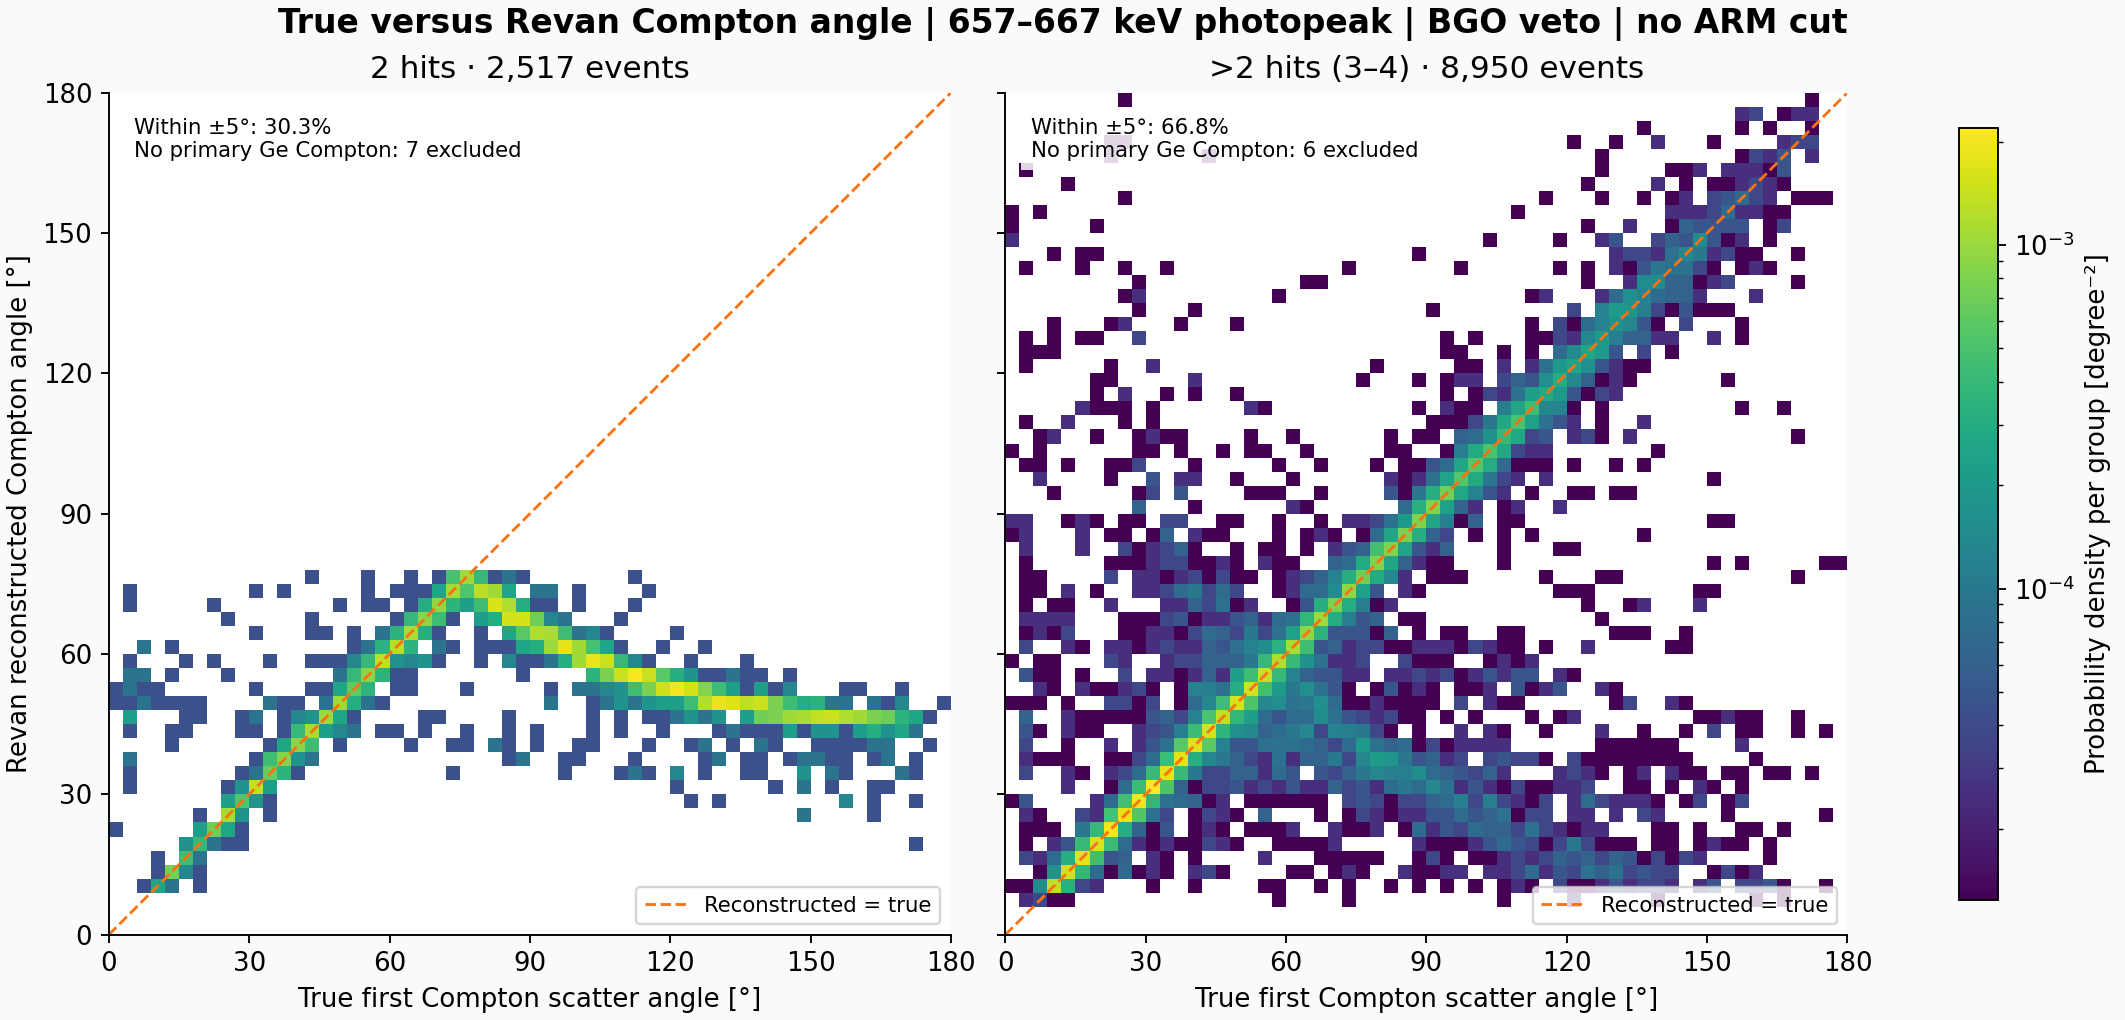 True versus Revan Compton angle | 657–667 keV photopeak | BGO veto | no ARM cut
2 hits · 2,517 events
>2 hits (3–4) · 8,950 events
Within ±5°: 30.3%
No primary Ge Compton: 7 excluded
Within ±5°: 66.8%
No primary Ge Compton: 6 excluded
Revan reconstructed Compton angle [°]
180
150
120
90
60
30
0
Reconstructed = true
Reconstructed = true
0 30 60 90 120 150 180
0 30 60 90 120 150 180
True first Compton scatter angle [°]
True first Compton scatter angle [°]
10⁻³
10⁻⁴
Probability density per group [degree⁻²]